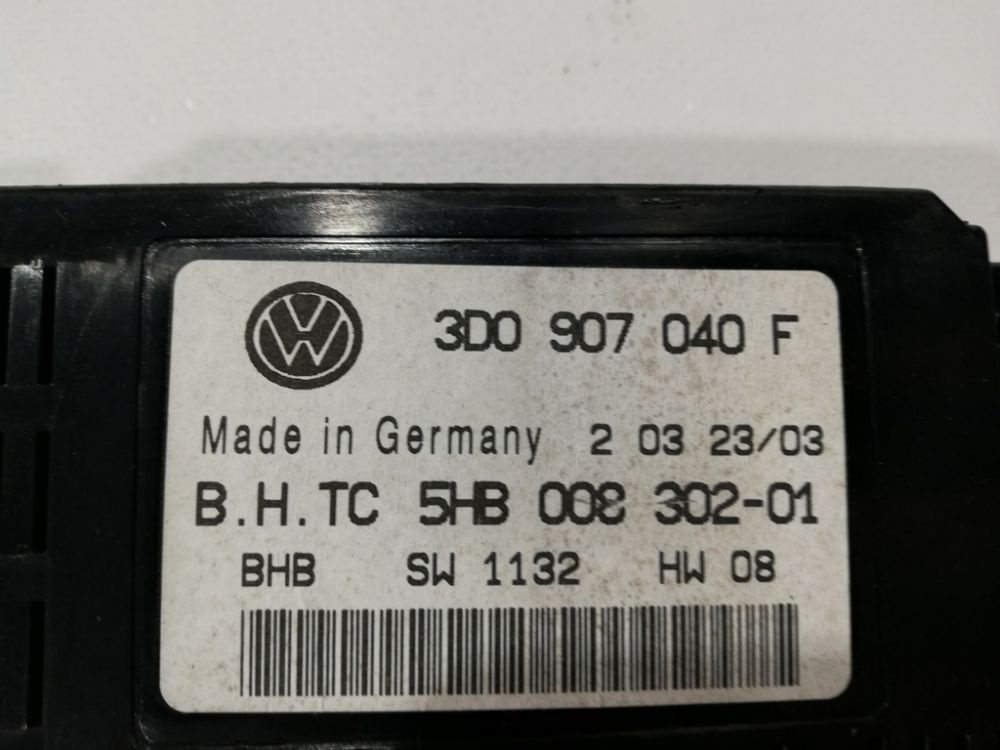 3D0 907 040 F
Made in Germany 2 03 23/03
B.H.TC 5HB 008 302-01
BHB SW 1132 HW 08